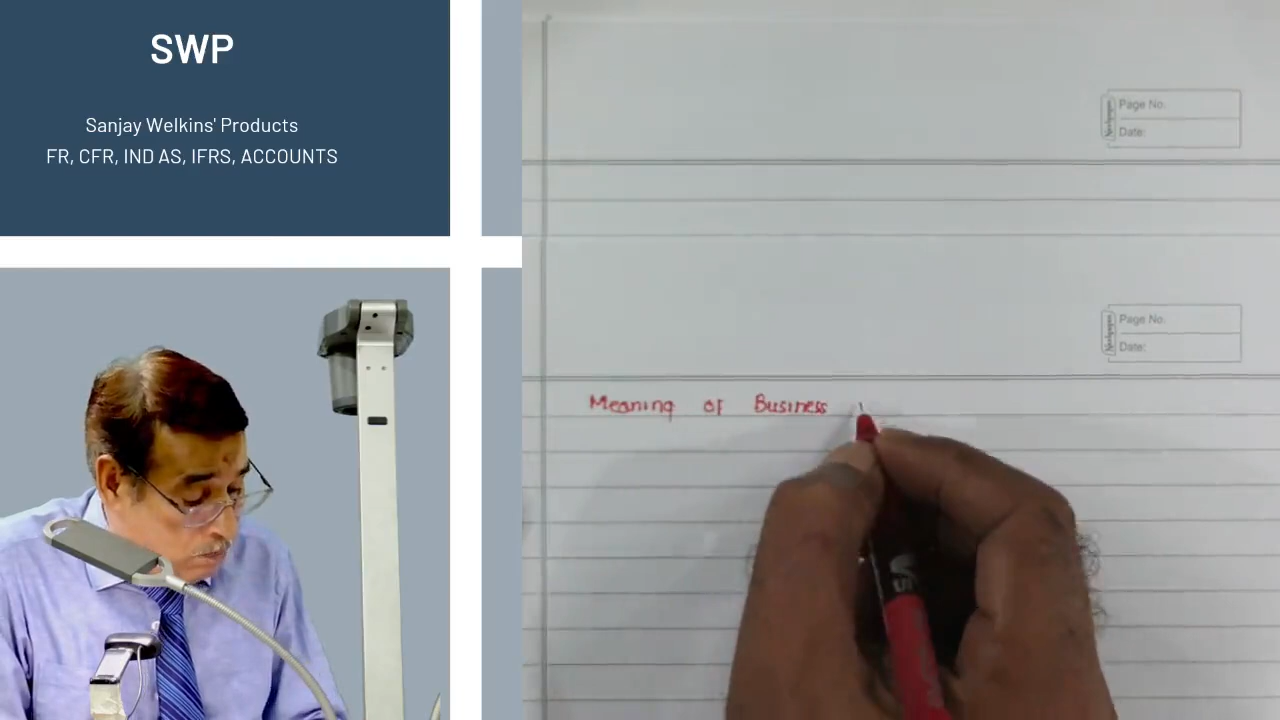 SWP
Sanjay Welkins' Products
FR, CFR, IND AS, IFRS, ACCOUNTS
Page No.
Date:
Page No.
Date:
Meaning of Business